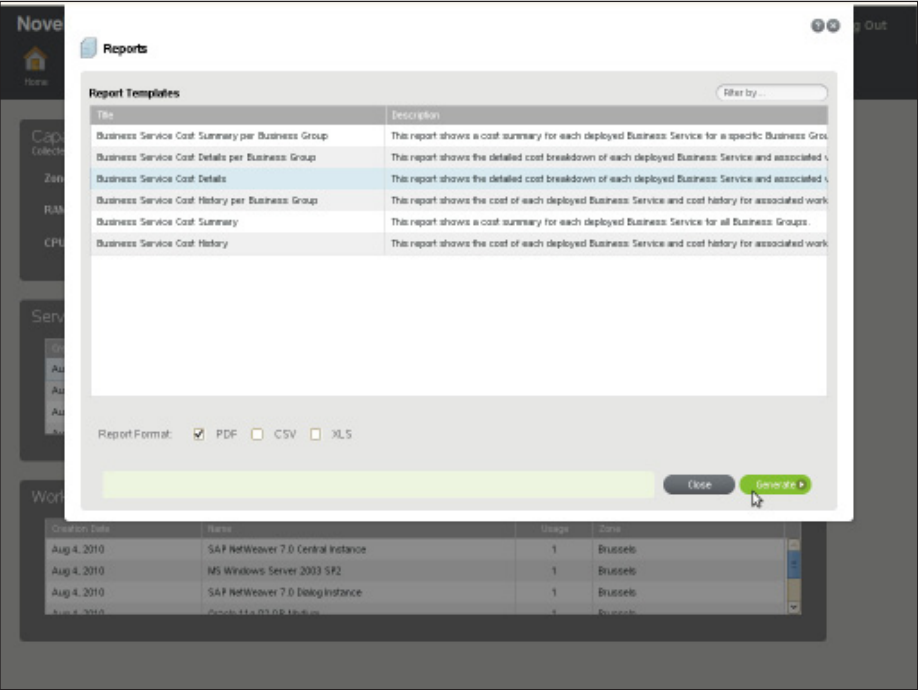 Nove
g Out
Home
Reports
Report Templates
Filter by...
Title Description
Business Service Cost Summary per Business Group This report shows a cost summary for each deployed Business Service for a specific Business Grou
Business Service Cost Details per Business Group This report shows the detailed cost breakdown of each deployed Business Service and associated v
Business Service Cost Details This report shows the detailed cost breakdown of each deployed Business Service and associated v
Business Service Cost History per Business Group This report shows the cost of each deployed Business Service and cost history for associated work
Business Service Cost Summary This report shows a cost summary for each deployed Business Service for all Business Groups.
Business Service Cost History This report shows the cost of each deployed Business Service and cost history for associated work
Capa
Collecte
Zon
RAM
CPU
Serv
Au
Au
Au
Report Format: PDF CSV XLS
Close Generate
Work
Creation Date Name Usage Zone
Aug 4, 2010 SAP NetWeaver 7.0 Central Instance 1 Brussels
Aug 4, 2010 MS Windows Server 2003 SP2 1 Brussels
Aug 4, 2010 SAP NetWeaver 7.0 Dialog Instance 1 Brussels
Aug 4, 2010 1 Brussels